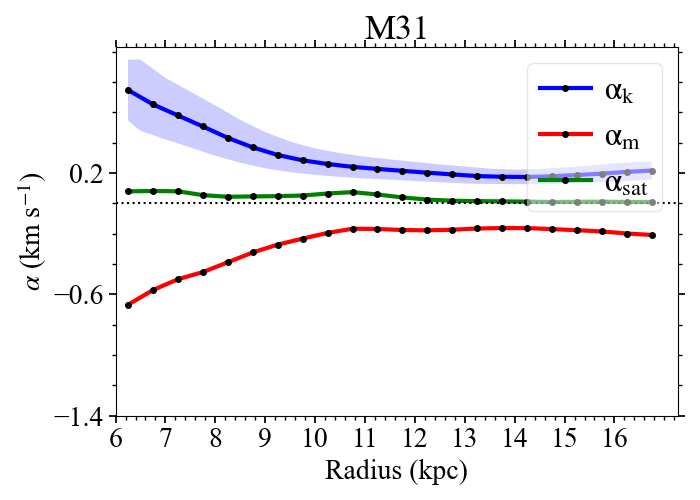 M31
α_k
α_m
α_sat
α (km s⁻¹)
0.2
−0.6
−1.4
6 7 8 9 10 11 12 13 14 15 16
Radius (kpc)